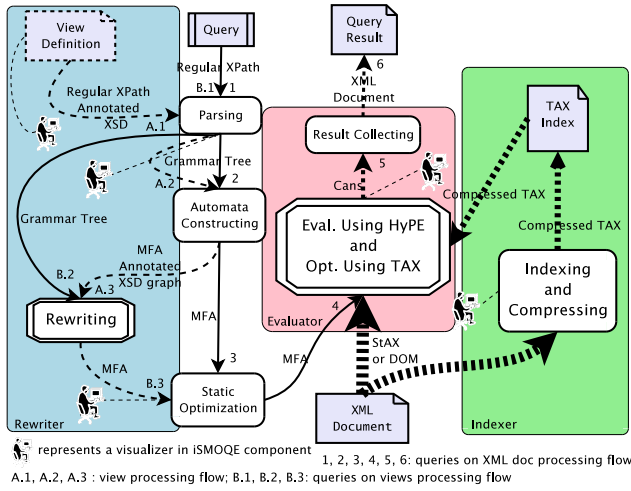 View
Definition
Query
Query
Result
6
Regular XPath
B.1
1
XML
Document
Regular XPath
Annotated
XSD
A.1
Parsing
Result Collecting
TAX
Index
5
Grammar Tree
A.2
2
Cans
Compressed TAX
Compressed TAX
Grammar Tree
Automata
Constructing
Eval. Using HyPE
and
Opt. Using TAX
MFA
Annotated
XSD graph
B.2
A.3
Indexing
and
Compressing
4
Rewriting
MFA
Evaluator
StAX
or DOM
MFA
3
MFA
B.3
Static
Optimization
XML
Document
Rewriter
Indexer
represents a visualizer in iSMOQE component
1, 2, 3, 4, 5, 6: queries on XML doc processing flow
A.1, A.2, A.3 : view processing flow; B.1, B.2, B.3: queries on views processing flow